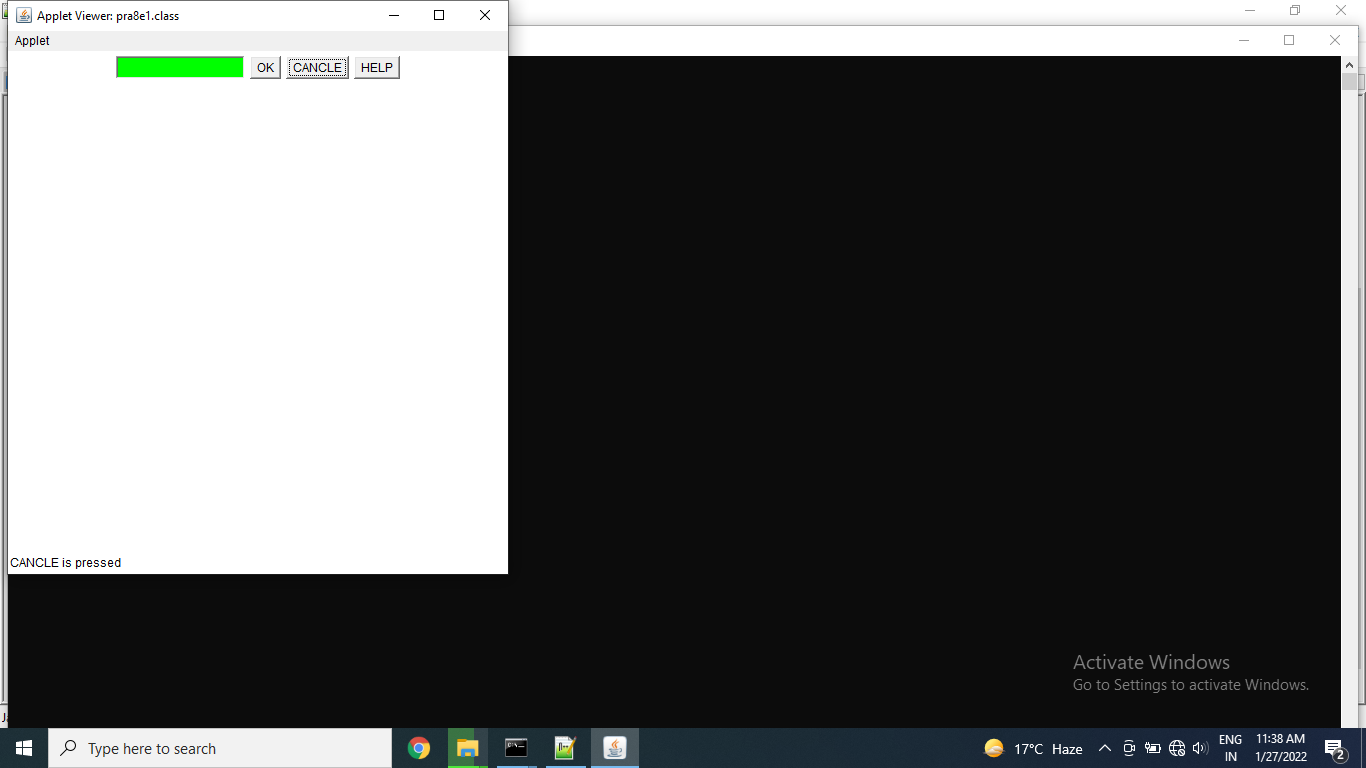 Applet Viewer: pra8e1.class
Applet
OK CANCLE HELP
CANCLE is pressed
Activate Windows
Go to Settings to activate Windows.
Type here to search
17°C Haze
ENG
IN
11:38 AM
1/27/2022
2